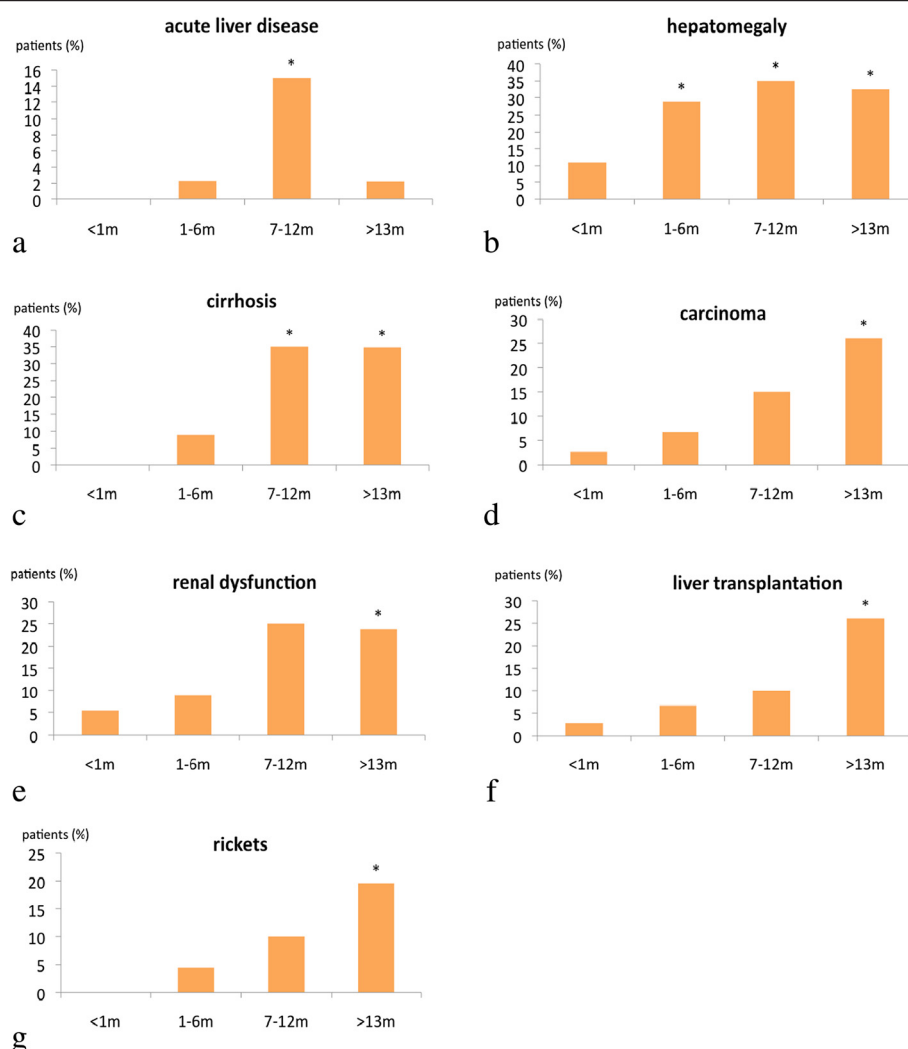 acute liver disease
patients (%)
16
14
12
10
8
6
4
2
0
*
<1m 1-6m 7-12m >13m
a
hepatomegaly
patients (%)
40
35
30
25
20
15
10
5
0
* * *
<1m 1-6m 7-12m >13m
b
cirrhosis
patients (%)
40
35
30
25
20
15
10
5
0
* *
<1m 1-6m 7-12m >13m
c
patients (%)
carcinoma
30
25
20
15
10
5
0
*
<1m 1-6m 7-12m >13m
d
patients (%)
renal dysfunction
30
25
20
15
10
5
0
*
<1m 1-6m 7-12m >13m
e
patients (%)
liver transplantation
30
25
20
15
10
5
0
*
<1m 1-6m 7-12m >13m
f
patients (%)
rickets
25
20
15
10
5
0
*
<1m 1-6m 7-12m >13m
g